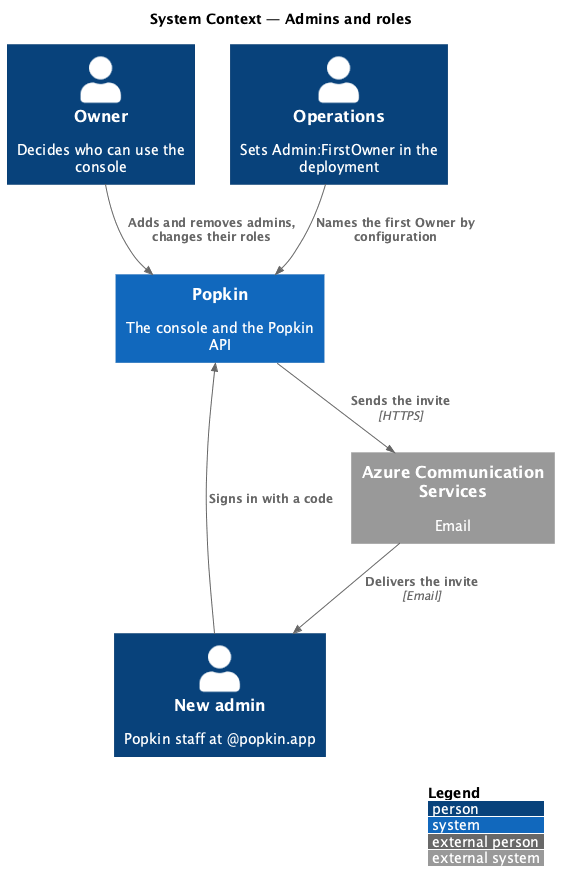 System Context — Admins and roles
Owner
Decides who can use the
console
Operations
Sets Admin:FirstOwner in the
deployment
Adds and removes admins,
changes their roles
Names the first Owner by
configuration
Popkin
The console and the Popkin
API
Sends the invite
[HTTPS]
Azure Communication
Services
Email
Signs in with a code
Delivers the invite
[Email]
New admin
Popkin staff at @popkin.app
Legend
person
system
external person
external system